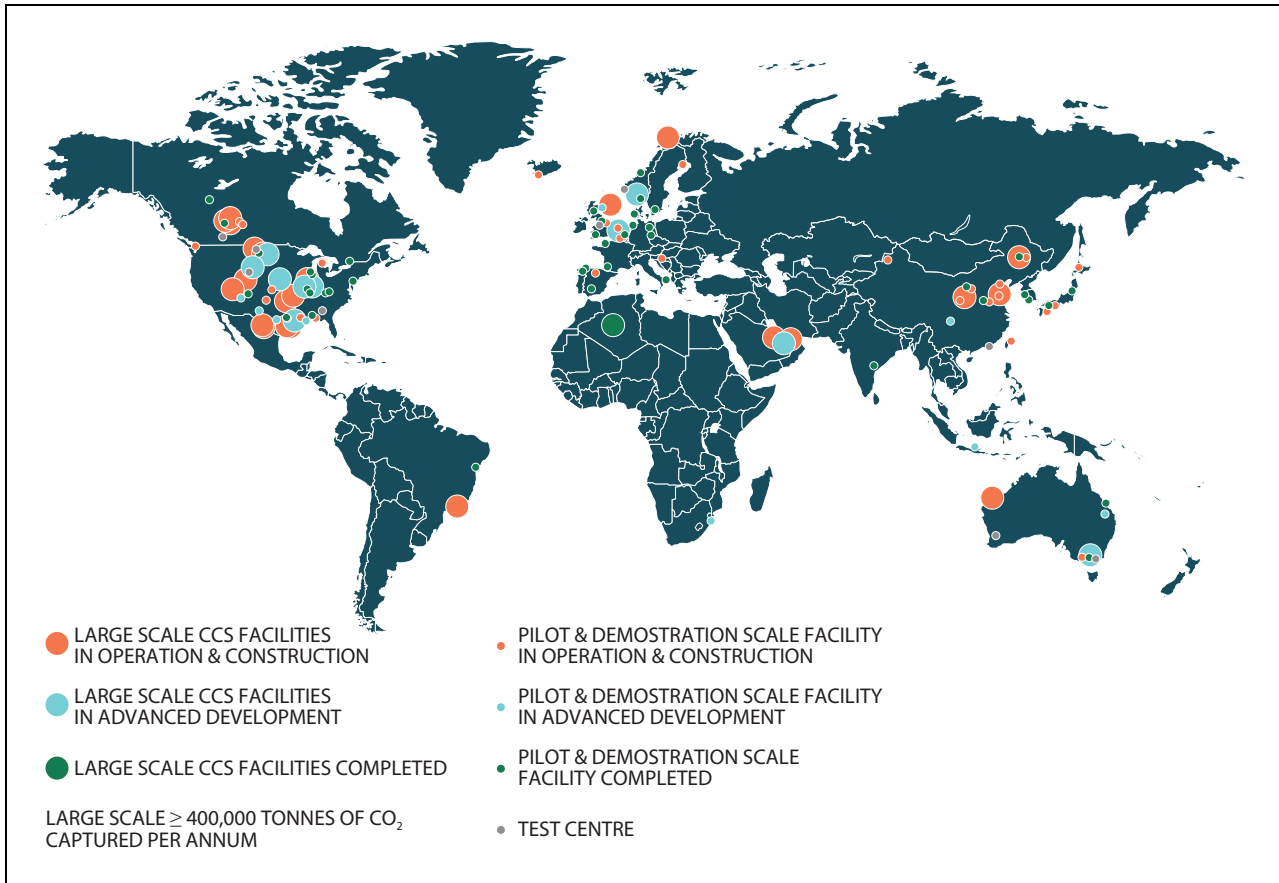 LARGE SCALE CCS FACILITIES
IN OPERATION & CONSTRUCTION
LARGE SCALE CCS FACILITIES
IN ADVANCED DEVELOPMENT
LARGE SCALE CCS FACILITIES COMPLETED
LARGE SCALE ≥ 400,000 TONNES OF CO₂
CAPTURED PER ANNUM
PILOT & DEMOSTRATION SCALE FACILITY
IN OPERATION & CONSTRUCTION
PILOT & DEMOSTRATION SCALE FACILITY
IN ADVANCED DEVELOPMENT
PILOT & DEMOSTRATION SCALE
FACILITY COMPLETED
TEST CENTRE